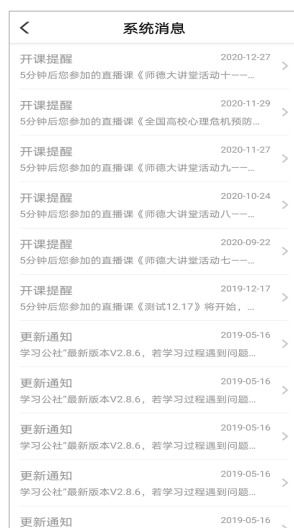 系统消息
开课提醒 2020-12-27
5分钟后您参加的直播课《师德大讲堂活动十——...
开课提醒 2020-11-29
5分钟后您参加的直播课《全国高校心理危机预防...
开课提醒 2020-11-27
5分钟后您参加的直播课《师德大讲堂活动九——...
开课提醒 2020-10-24
5分钟后您参加的直播课《师德大讲堂活动八——...
开课提醒 2020-09-22
5分钟后您参加的直播课《师德大讲堂活动七——...
开课提醒 2019-12-17
5分钟后您参加的直播课《测试12.17》将开始，...
更新通知 2019-05-16
学习公社"最新版本V2.8.6，若学习过程遇到问题...
更新通知 2019-05-16
学习公社"最新版本V2.8.6，若学习过程遇到问题...
更新通知 2019-05-16
学习公社"最新版本V2.8.6，若学习过程遇到问题...
更新通知 2019-05-16
学习公社"最新版本V2.8.6，若学习过程遇到问题...
更新通知 2019-05-16